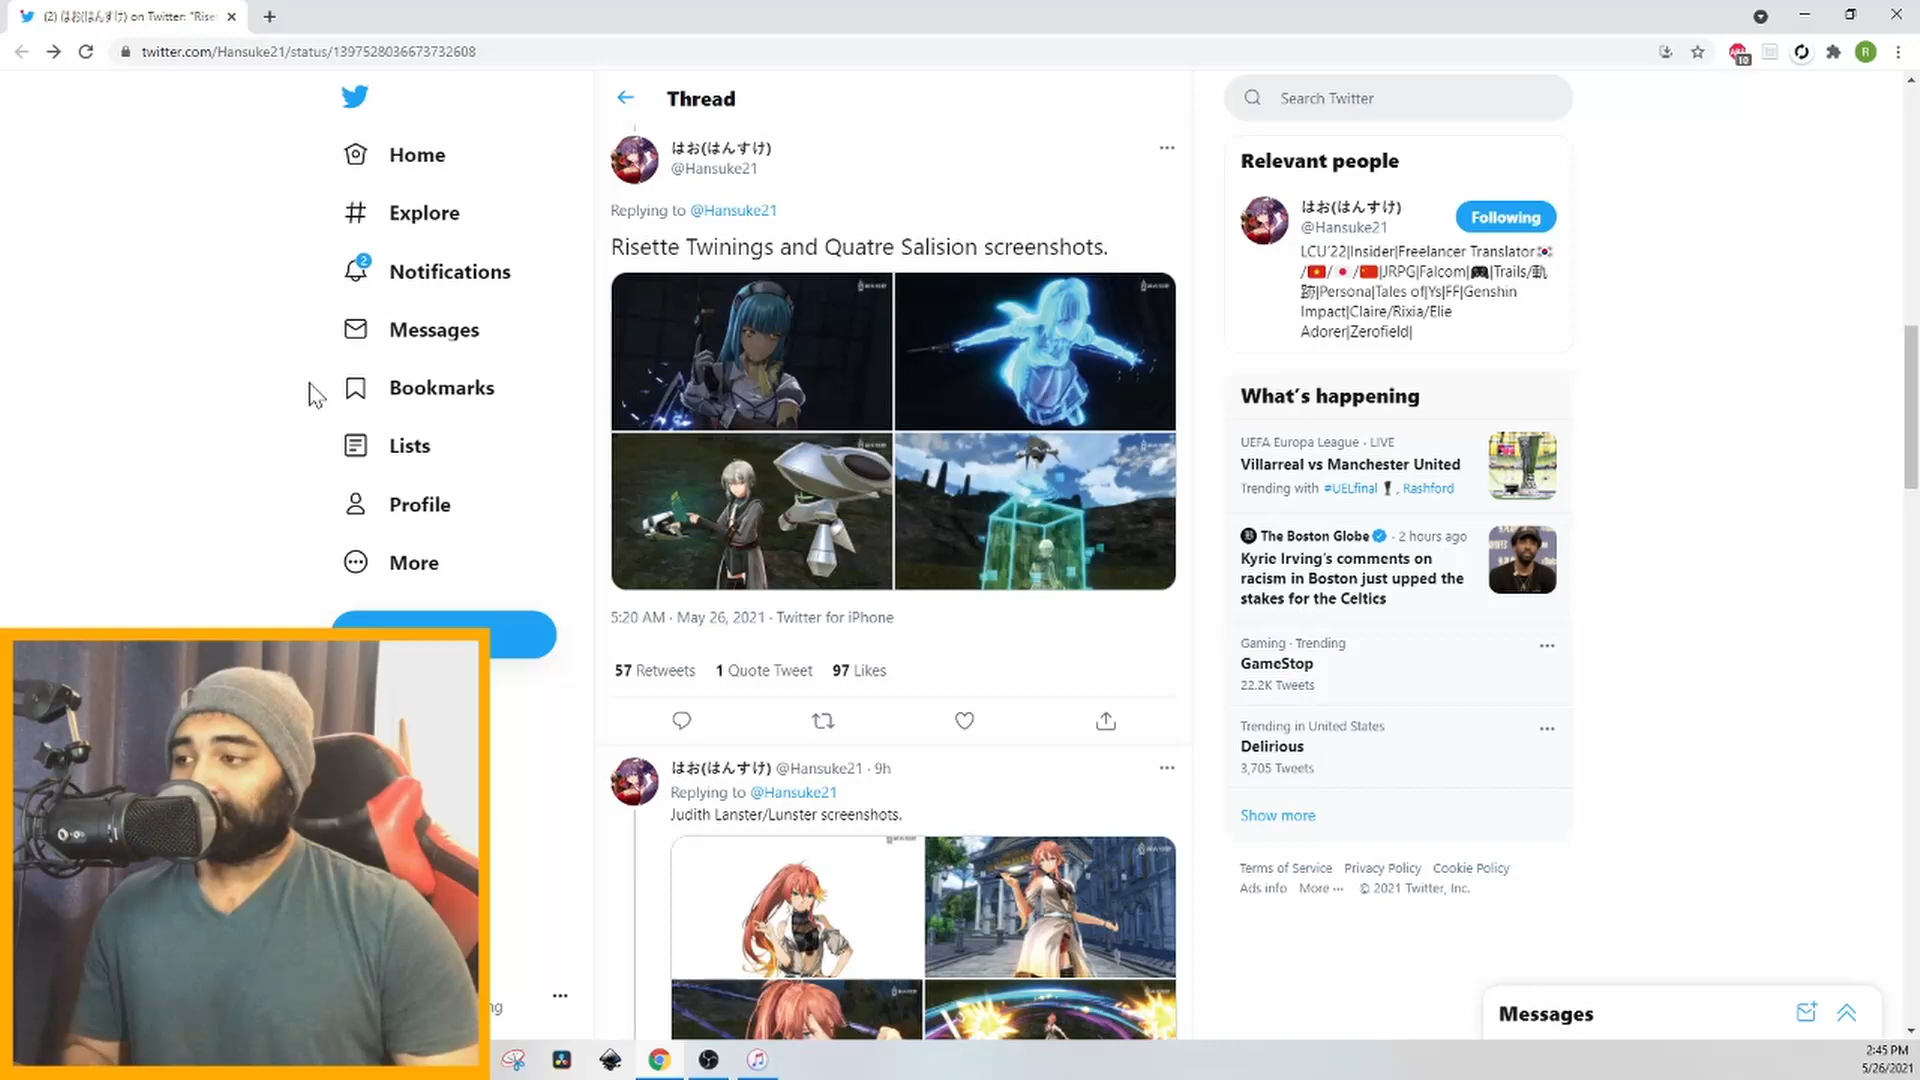 (2) はお(はんすけ) on Twitter: "Rise
twitter.com/Hansuke21/status/1397528036673732608
10
R
Home
Explore
2
Notifications
Messages
Bookmarks
Lists
Profile
More
Thread
はお(はんすけ)
@Hansuke21
Replying to @Hansuke21
Risette Twinings and Quatre Salision screenshots.
5:20 AM · May 26, 2021 · Twitter for iPhone
57 Retweets 1 Quote Tweet 97 Likes
はお(はんすけ) @Hansuke21 · 9h
Replying to @Hansuke21
Judith Lanster/Lunster screenshots.
Search Twitter
Relevant people
はお(はんすけ)
@Hansuke21
Following
LCU'22|Insider|Freelancer Translator🇰🇷
/🇻🇳/🇯🇵/🇨🇳|JRPG|Falcom|🎮|Trails/軌
跡|Persona|Tales of|Ys|FF|Genshin
Impact|Claire/Rixia/Elie
Adorer|Zerofield|
What's happening
UEFA Europa League · LIVE
Villarreal vs Manchester United
Trending with #UELfinal, Rashford
The Boston Globe · 2 hours ago
Kyrie Irving's comments on
racism in Boston just upped the
stakes for the Celtics
Gaming · Trending
GameStop
22.2K Tweets
Trending in United States
Delirious
3,705 Tweets
Show more
Terms of Service Privacy Policy Cookie Policy
Ads info More ··· © 2021 Twitter, Inc.
Messages
ng
2:45 PM
5/26/2021